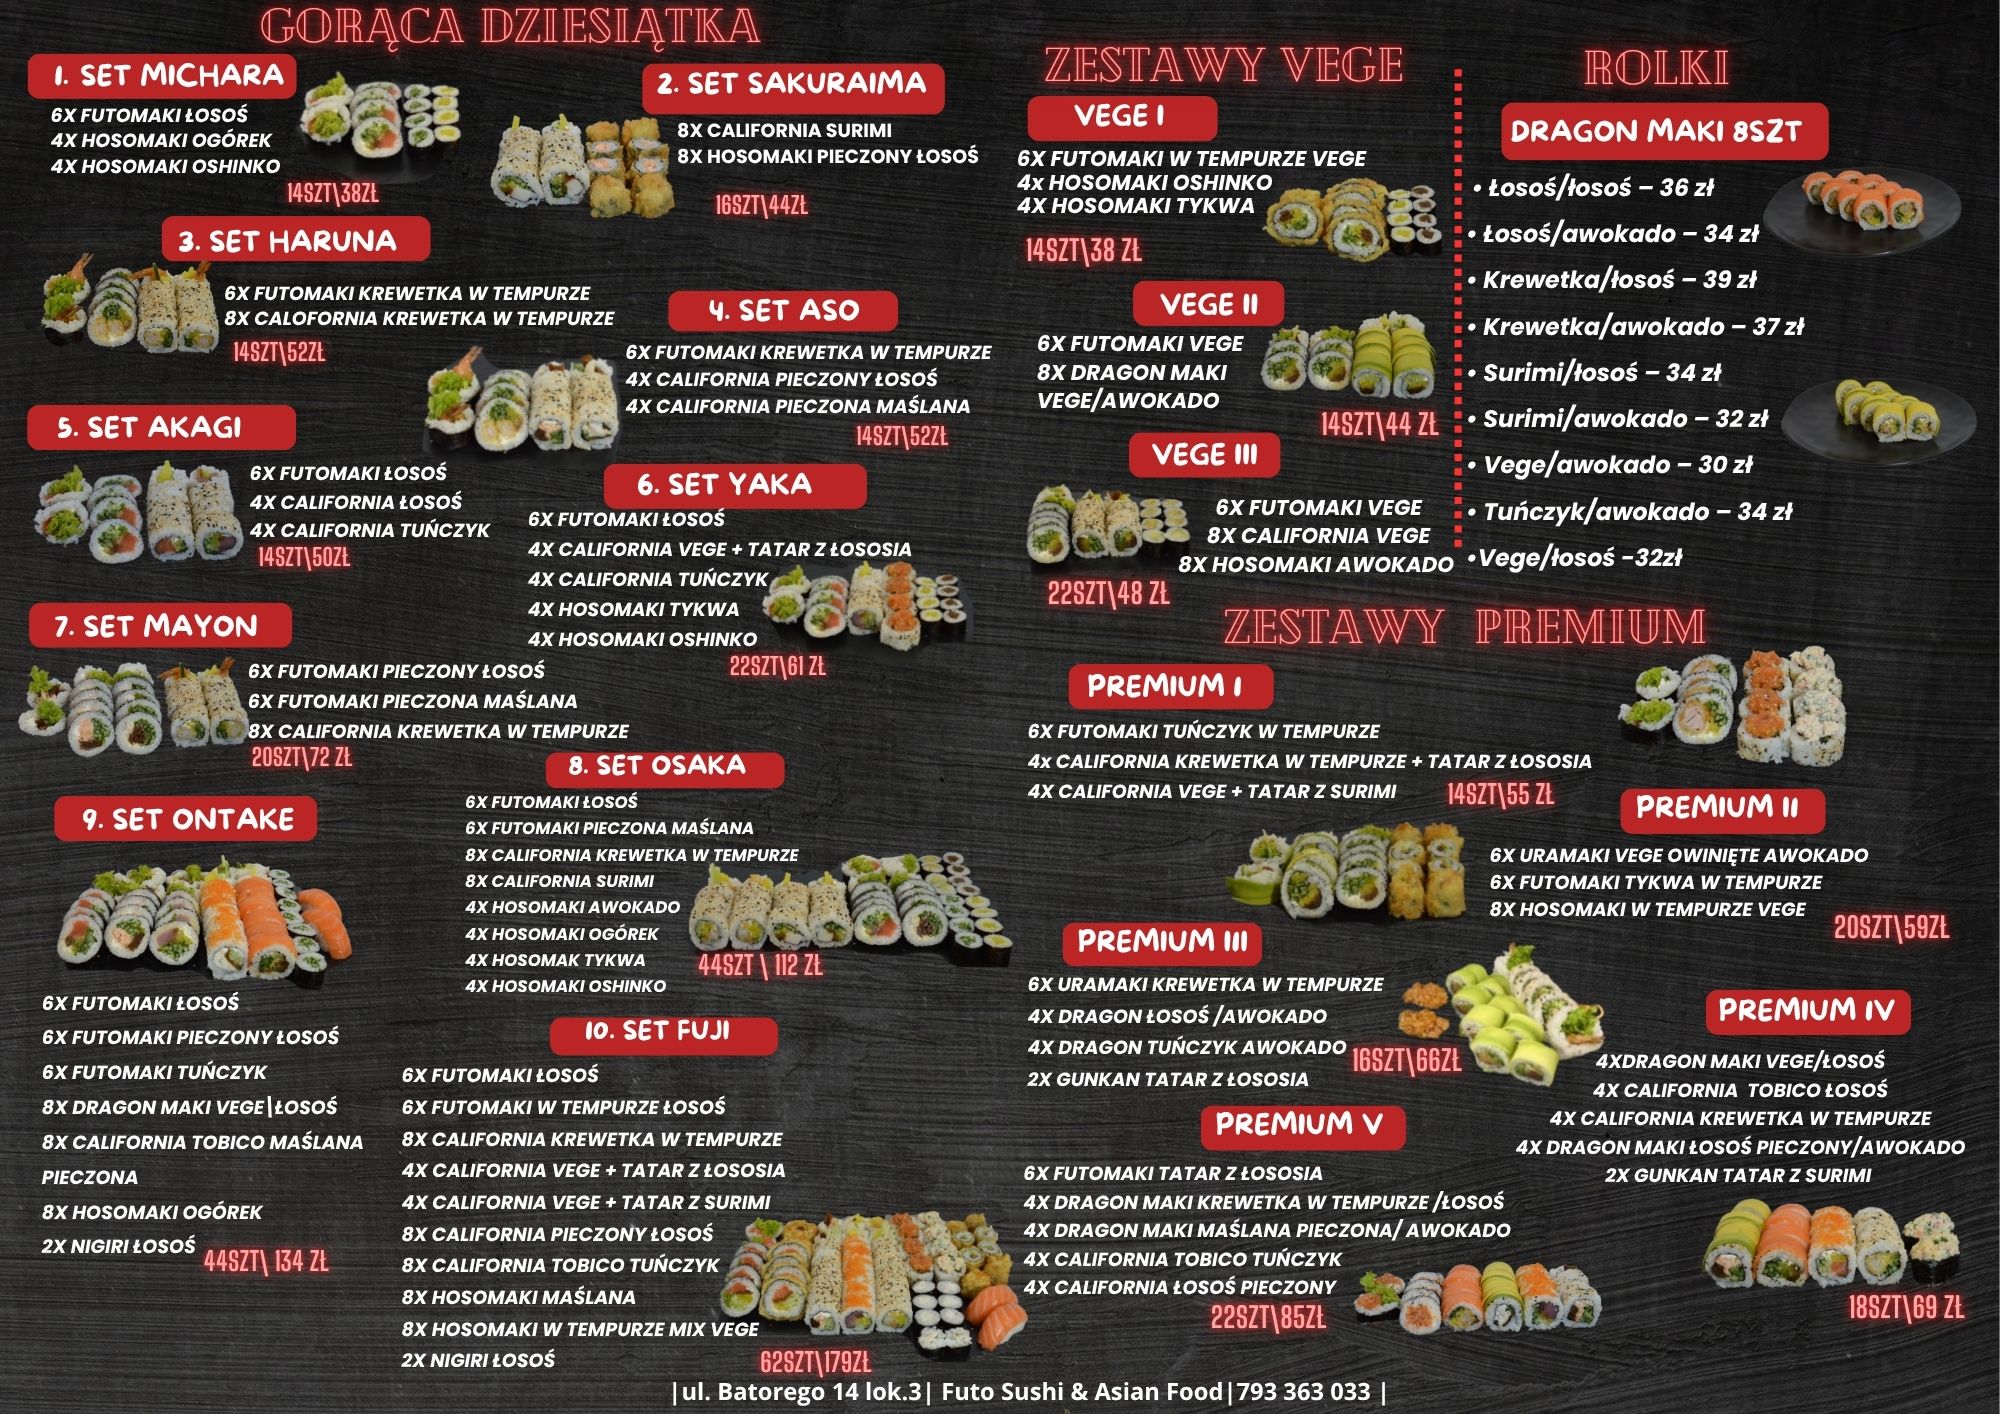 GORĄCA DZIESIĄTKA
1. SET MICHARA
6X FUTOMAKI ŁOSOŚ
4X HOSOMAKI OGÓREK
4X HOSOMAKI OSHINKO
14SZT\38ZŁ
2. SET SAKURAIMA
8X CALIFORNIA SURIMI
8X HOSOMAKI PIECZONY ŁOSOŚ
16SZT\44ZŁ
3. SET HARUNA
6X FUTOMAKI KREWETKA W TEMPURZE
8X CALOFORNIA KREWETKA W TEMPURZE
14SZT\52ZŁ
4. SET ASO
6X FUTOMAKI KREWETKA W TEMPURZE
4X CALIFORNIA PIECZONY ŁOSOŚ
4X CALIFORNIA PIECZONA MAŚLANA
14SZT\52ZŁ
5. SET AKAGI
6X FUTOMAKI ŁOSOŚ
4X CALIFORNIA ŁOSOŚ
4X CALIFORNIA TUŃCZYK
14SZT\50ZŁ
6. SET YAKA
6X FUTOMAKI ŁOSOŚ
4X CALIFORNIA VEGE + TATAR Z ŁOSOSIA
4X CALIFORNIA TUŃCZYK
4X HOSOMAKI TYKWA
4X HOSOMAKI OSHINKO
22SZT\61 ZŁ
7. SET MAYON
6X FUTOMAKI PIECZONY ŁOSOŚ
6X FUTOMAKI PIECZONA MAŚLANA
8X CALIFORNIA KREWETKA W TEMPURZE
20SZT\72 ZŁ
8. SET OSAKA
6X FUTOMAKI ŁOSOŚ
6X FUTOMAKI PIECZONA MAŚLANA
8X CALIFORNIA KREWETKA W TEMPURZE
8X CALIFORNIA SURIMI
4X HOSOMAKI AWOKADO
4X HOSOMAKI OGÓREK
4X HOSOMAK TYKWA
4X HOSOMAKI OSHINKO
44SZT \ 112 ZŁ
9. SET ONTAKE
6X FUTOMAKI ŁOSOŚ
6X FUTOMAKI PIECZONY ŁOSOŚ
6X FUTOMAKI TUŃCZYK
8X DRAGON MAKI VEGE\ŁOSOŚ
8X CALIFORNIA TOBICO MAŚLANA
PIECZONA
8X HOSOMAKI OGÓREK
2X NIGIRI ŁOSOŚ
44SZT\ 134 ZŁ
10. SET FUJI
6X FUTOMAKI ŁOSOŚ
6X FUTOMAKI W TEMPURZE ŁOSOŚ
8X CALIFORNIA KREWETKA W TEMPURZE
4X CALIFORNIA VEGE + TATAR Z ŁOSOSIA
4X CALIFORNIA VEGE + TATAR Z SURIMI
8X CALIFORNIA PIECZONY ŁOSOŚ
8X CALIFORNIA TOBICO TUŃCZYK
8X HOSOMAKI MAŚLANA
8X HOSOMAKI W TEMPURZE MIX VEGE
2X NIGIRI ŁOSOŚ
62SZT\179ZŁ
ZESTAWY VEGE
VEGE I
6X FUTOMAKI W TEMPURZE VEGE
4x HOSOMAKI OSHINKO
4X HOSOMAKI TYKWA
14SZT\38 ZŁ
VEGE II
6X FUTOMAKI VEGE
8X DRAGON MAKI
VEGE/AWOKADO
14SZT\44 ZŁ
VEGE III
6X FUTOMAKI VEGE
8X CALIFORNIA VEGE
8X HOSOMAKI AWOKADO
22SZT\48 ZŁ
ROLKI
DRAGON MAKI 8SZT
• Łosoś/łosoś – 36 zł
• Łosoś/awokado – 34 zł
• Krewetka/łosoś – 39 zł
• Krewetka/awokado – 37 zł
• Surimi/łosoś – 34 zł
• Surimi/awokado – 32 zł
• Vege/awokado – 30 zł
• Tuńczyk/awokado – 34 zł
•Vege/łosoś -32zł
ZESTAWY PREMIUM
PREMIUM I
6X FUTOMAKI TUŃCZYK W TEMPURZE
4x CALIFORNIA KREWETKA W TEMPURZE + TATAR Z ŁOSOSIA
4X CALIFORNIA VEGE + TATAR Z SURIMI
14SZT\55 ZŁ
PREMIUM II
6X URAMAKI VEGE OWINIĘTE AWOKADO
6X FUTOMAKI TYKWA W TEMPURZE
8X HOSOMAKI W TEMPURZE VEGE
20SZT\59ZŁ
PREMIUM III
6X URAMAKI KREWETKA W TEMPURZE
4X DRAGON ŁOSOŚ /AWOKADO
4X DRAGON TUŃCZYK AWOKADO
2X GUNKAN TATAR Z ŁOSOSIA
16SZT\66ZŁ
PREMIUM IV
4XDRAGON MAKI VEGE/ŁOSOŚ
4X CALIFORNIA TOBICO ŁOSOŚ
4X CALIFORNIA KREWETKA W TEMPURZE
4X DRAGON MAKI ŁOSOŚ PIECZONY/AWOKADO
2X GUNKAN TATAR Z SURIMI
18SZT\69 ZŁ
PREMIUM V
6X FUTOMAKI TATAR Z ŁOSOSIA
4X DRAGON MAKI KREWETKA W TEMPURZE /ŁOSOŚ
4X DRAGON MAKI MAŚLANA PIECZONA/ AWOKADO
4X CALIFORNIA TOBICO TUŃCZYK
4X CALIFORNIA ŁOSOŚ PIECZONY
22SZT\85ZŁ
|ul. Batorego 14 lok.3| Futo Sushi & Asian Food|793 363 033 |